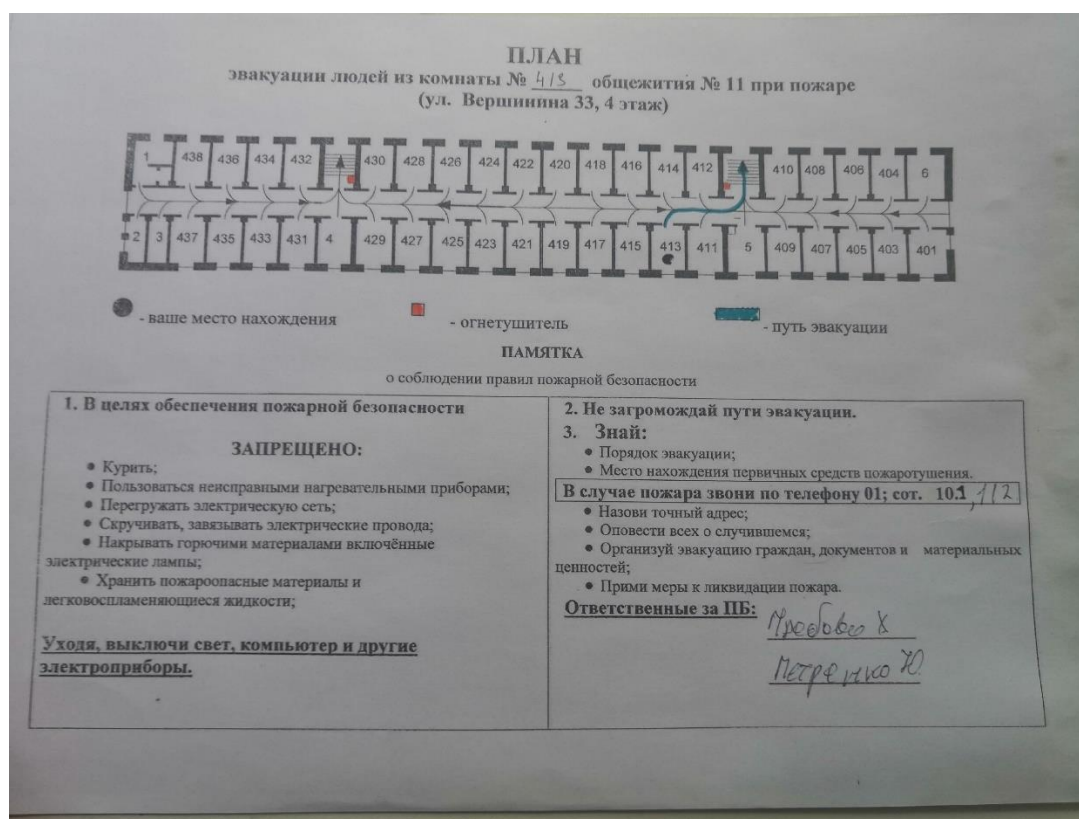 ПЛАН
эвакуации людей из комнаты № 413 общежития № 11 при пожаре
(ул. Вершинина 33, 4 этаж)
1 438 436 434 432 430 428 426 424 422 420 418 416 414 412 410 408 406 404 6
2 3 437 435 433 431 4 429 427 425 423 421 419 417 415 413 411 5 409 407 405 403 401
- ваше место нахождения - огнетушитель - путь эвакуации
ПАМЯТКА
о соблюдении правил пожарной безопасности
1. В целях обеспечения пожарной безопасности
ЗАПРЕЩЕНО:
● Курить;
● Пользоваться неисправными нагревательными приборами;
● Перегружать электрическую сеть;
● Скручивать, завязывать электрические провода;
● Накрывать горючими материалами включённые
электрические лампы;
● Хранить пожароопасные материалы и
легковоспламеняющиеся жидкости;
Уходя, выключи свет, компьютер и другие
электроприборы.
2. Не загромождай пути эвакуации.
3. Знай:
● Порядок эвакуации;
● Место нахождения первичных средств пожаротушения.
В случае пожара звони по телефону 01; сот. 101, 112
● Назови точный адрес;
● Оповести всех о случившемся;
● Организуй эвакуацию граждан, документов и материальных
ценностей;
● Прими меры к ликвидации пожара.
Ответственные за ПБ:
Петренко Ю.